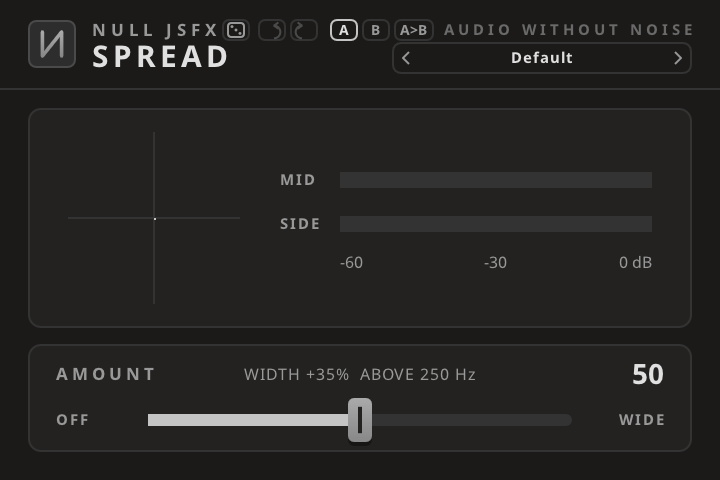 NULL JSFX A B A>B AUDIO WITHOUT NOISE
SPREAD
Default
MID
SIDE
-60 -30 0 dB
AMOUNT WIDTH +35% ABOVE 250 Hz 50
OFF WIDE